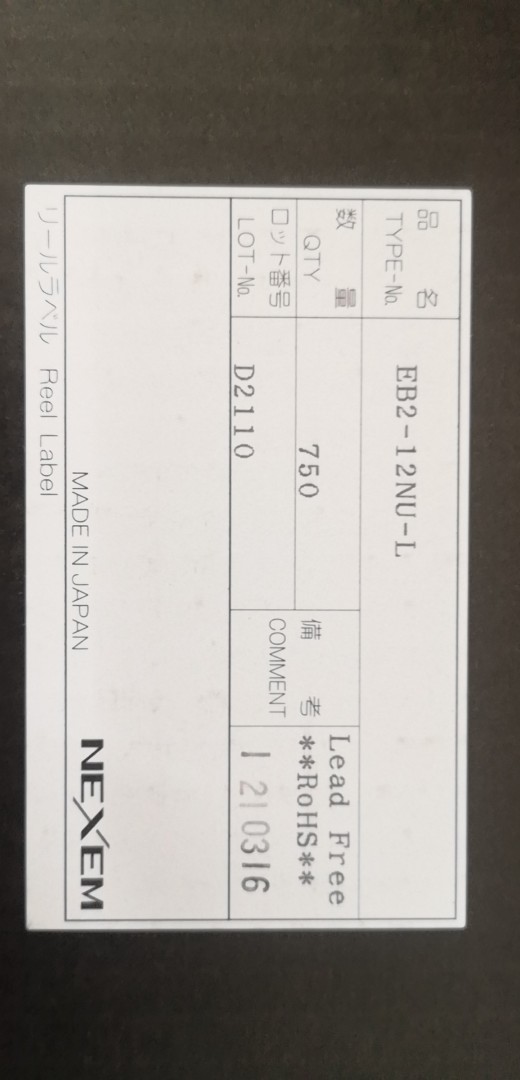 品 名
TYPE-No.
EB2-12NU-L
数 量
QTY
750
備 考
COMMENT
Lead Free
**RoHS**
ロット番号
LOT-No.
D2110
1 210316
MADE IN JAPAN
NEXEM
リールラベル Reel Label